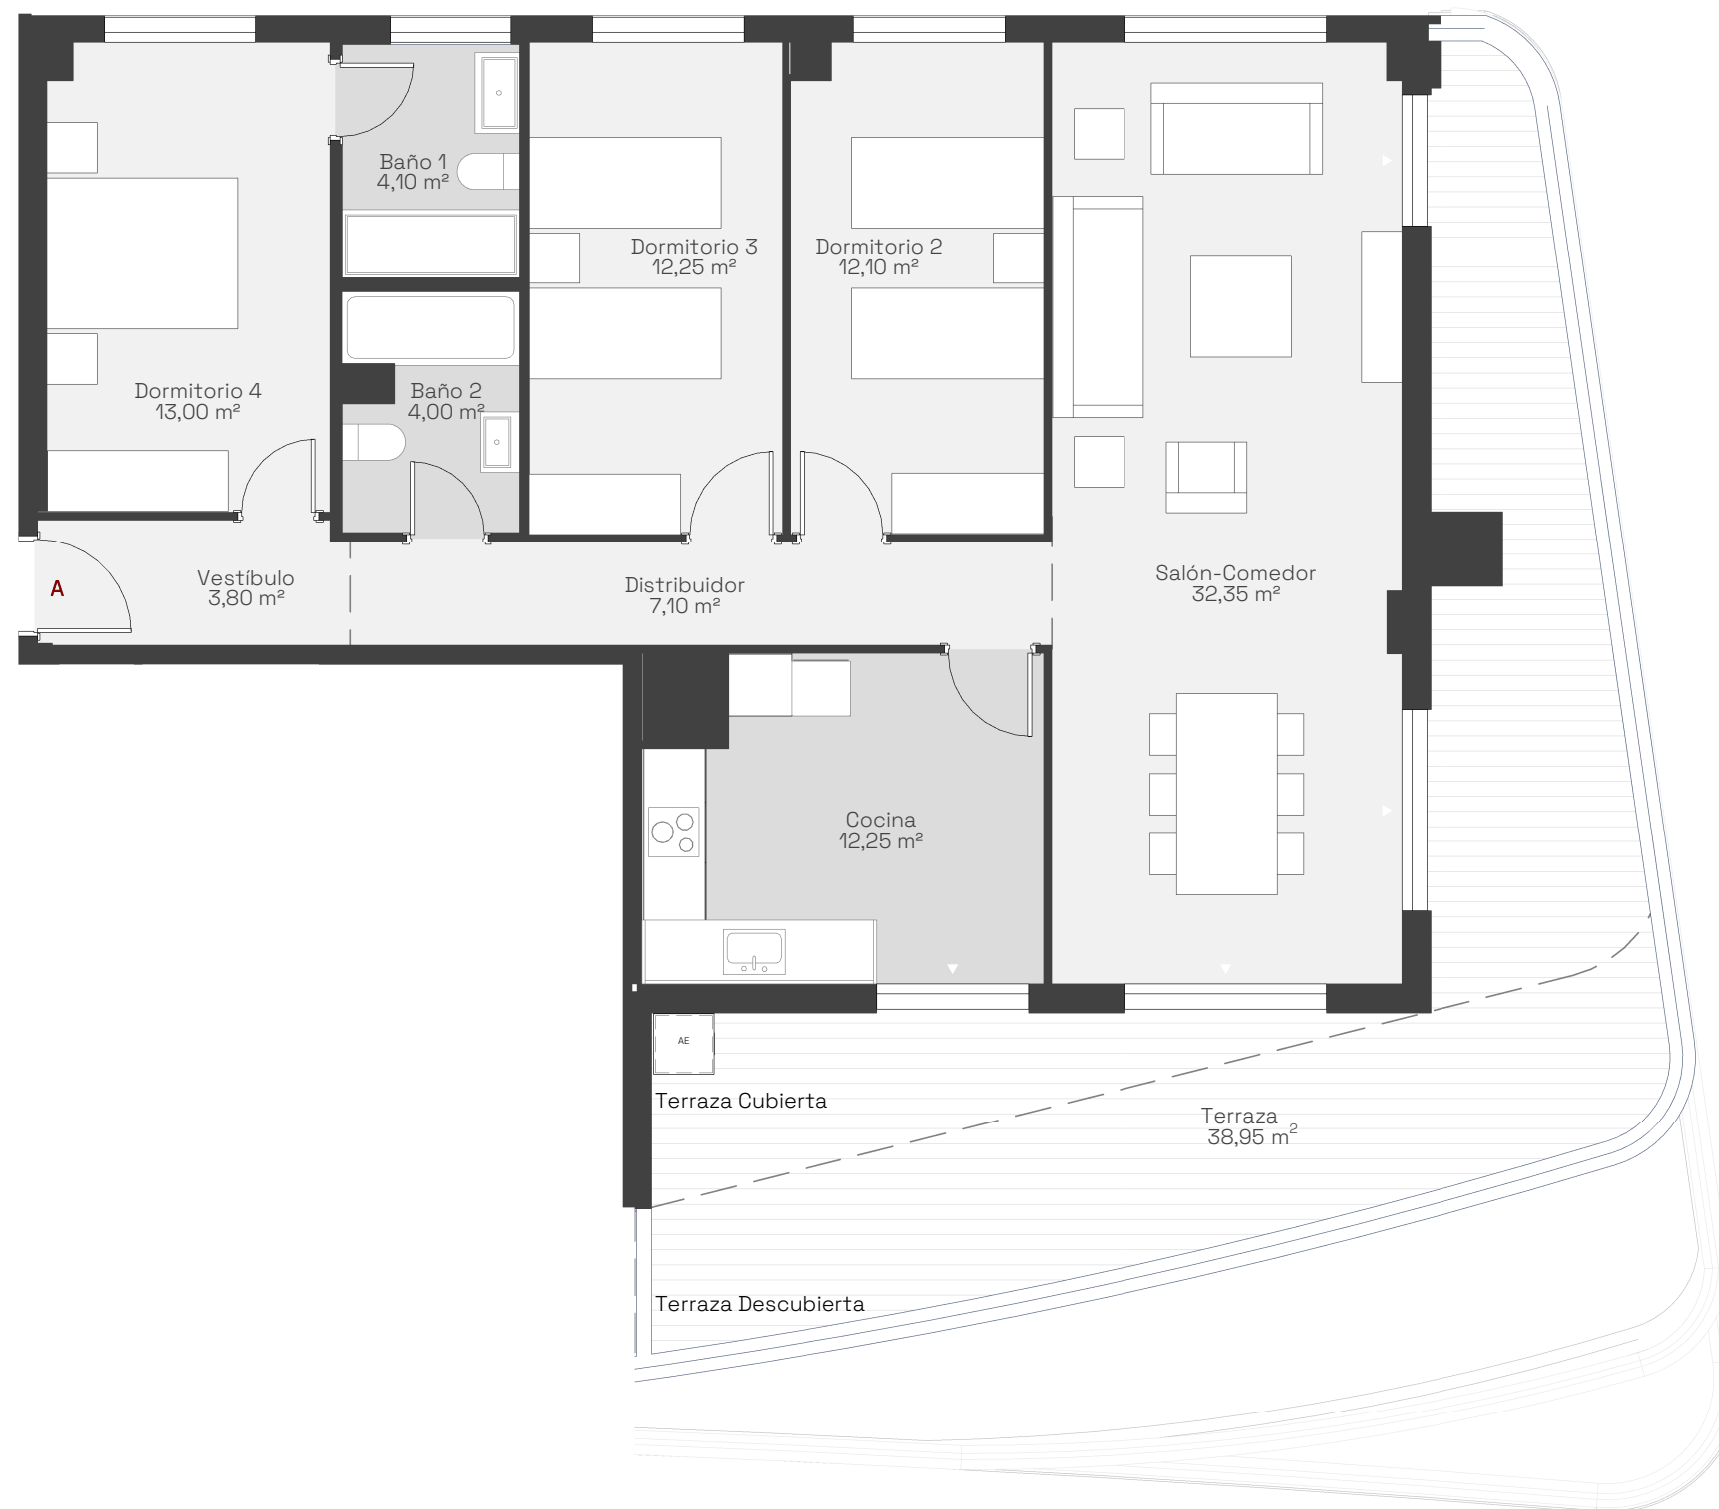 Baño 1
4,10 m²
Dormitorio 3
12,25 m²
Dormitorio 2
12,10 m²
Dormitorio 4
13,00 m²
Baño 2
4,00 m²
A
Vestíbulo
3,80 m²
Distribuidor
7,10 m²
Salón-Comedor
32,35 m²
Cocina
12,25 m²
AE
Terraza Cubierta
Terraza
38,95 m²
Terraza Descubierta